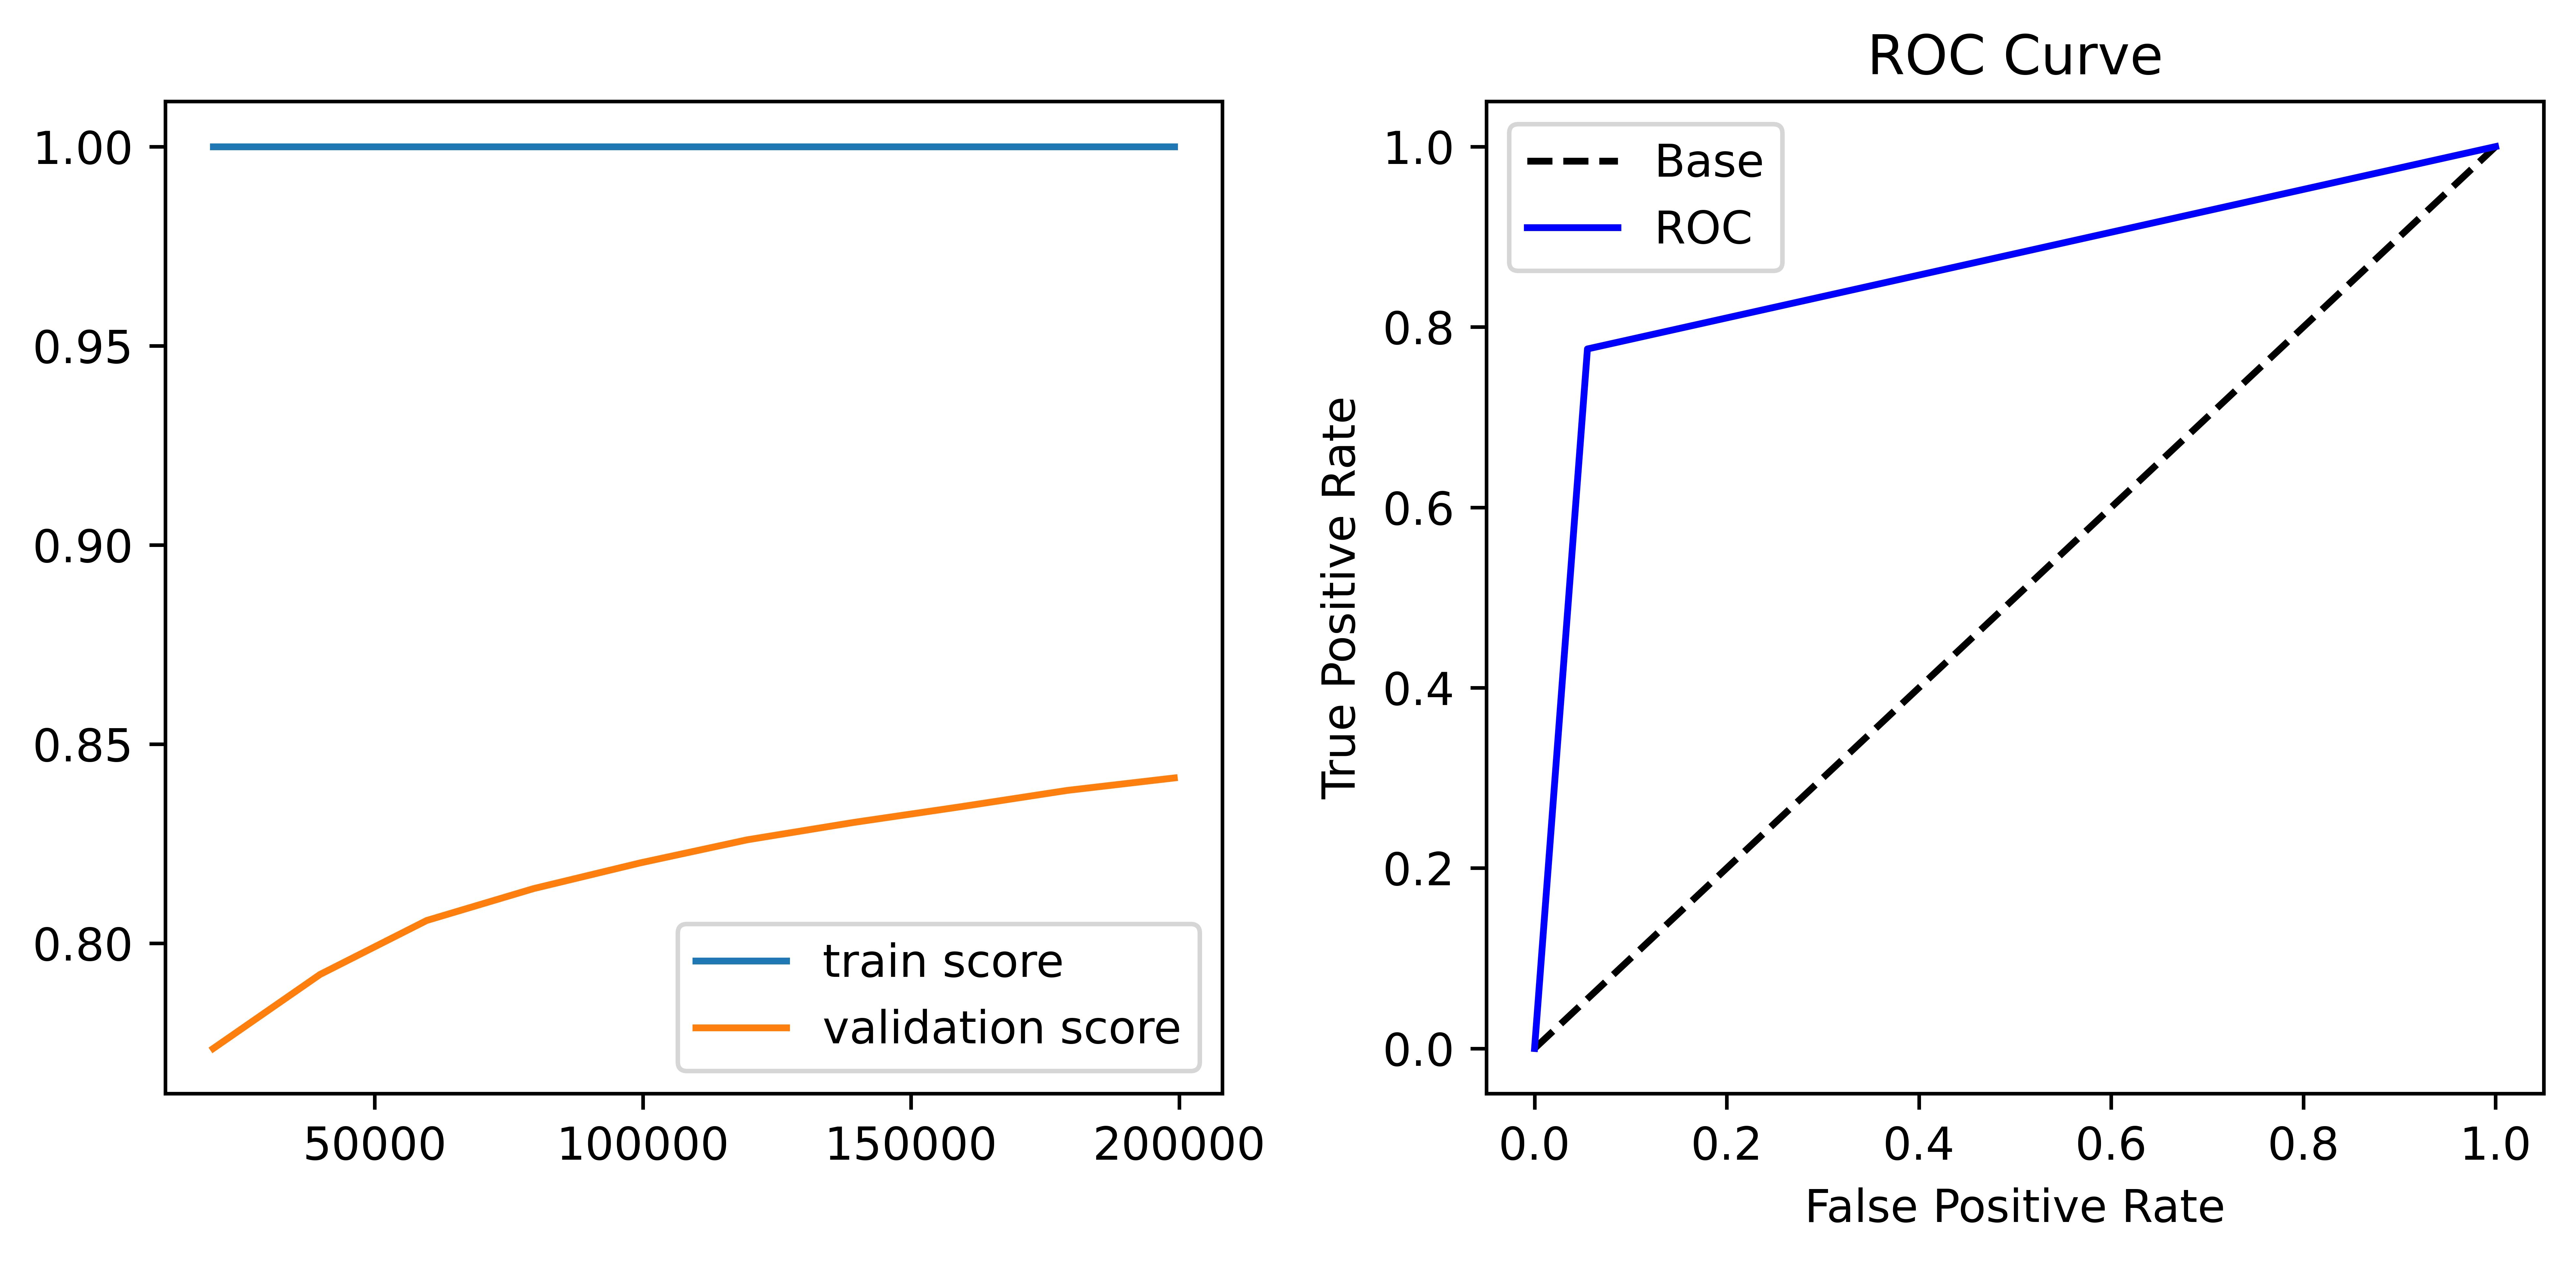 1.00
0.95
0.90
0.85
0.80
train score
validation score
50000 100000 150000 200000
ROC Curve
Base
ROC
1.0
0.8
0.6
0.4
0.2
0.0
True Positive Rate
0.0 0.2 0.4 0.6 0.8 1.0
False Positive Rate